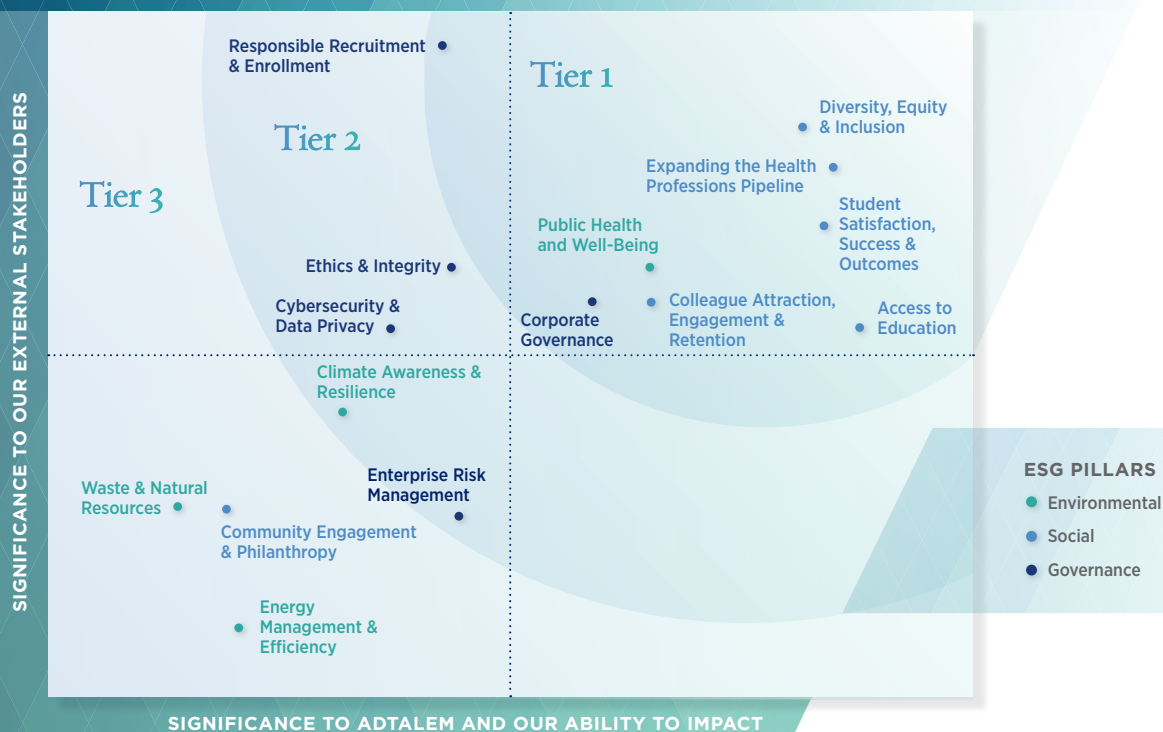 SIGNIFICANCE TO OUR EXTERNAL STAKEHOLDERS
Responsible Recruitment
& Enrollment
Tier 1
Tier 2
Tier 3
Diversity, Equity
& Inclusion
Expanding the Health
Professions Pipeline
Student
Satisfaction,
Success &
Outcomes
Public Health
and Well-Being
Ethics & Integrity
Cybersecurity &
Data Privacy
Corporate
Governance
Colleague Attraction,
Engagement &
Retention
Access to
Education
Climate Awareness &
Resilience
Enterprise Risk
Management
Waste & Natural
Resources
Community Engagement
& Philanthropy
Energy
Management &
Efficiency
ESG PILLARS
Environmental
Social
Governance
SIGNIFICANCE TO ADTALEM AND OUR ABILITY TO IMPACT